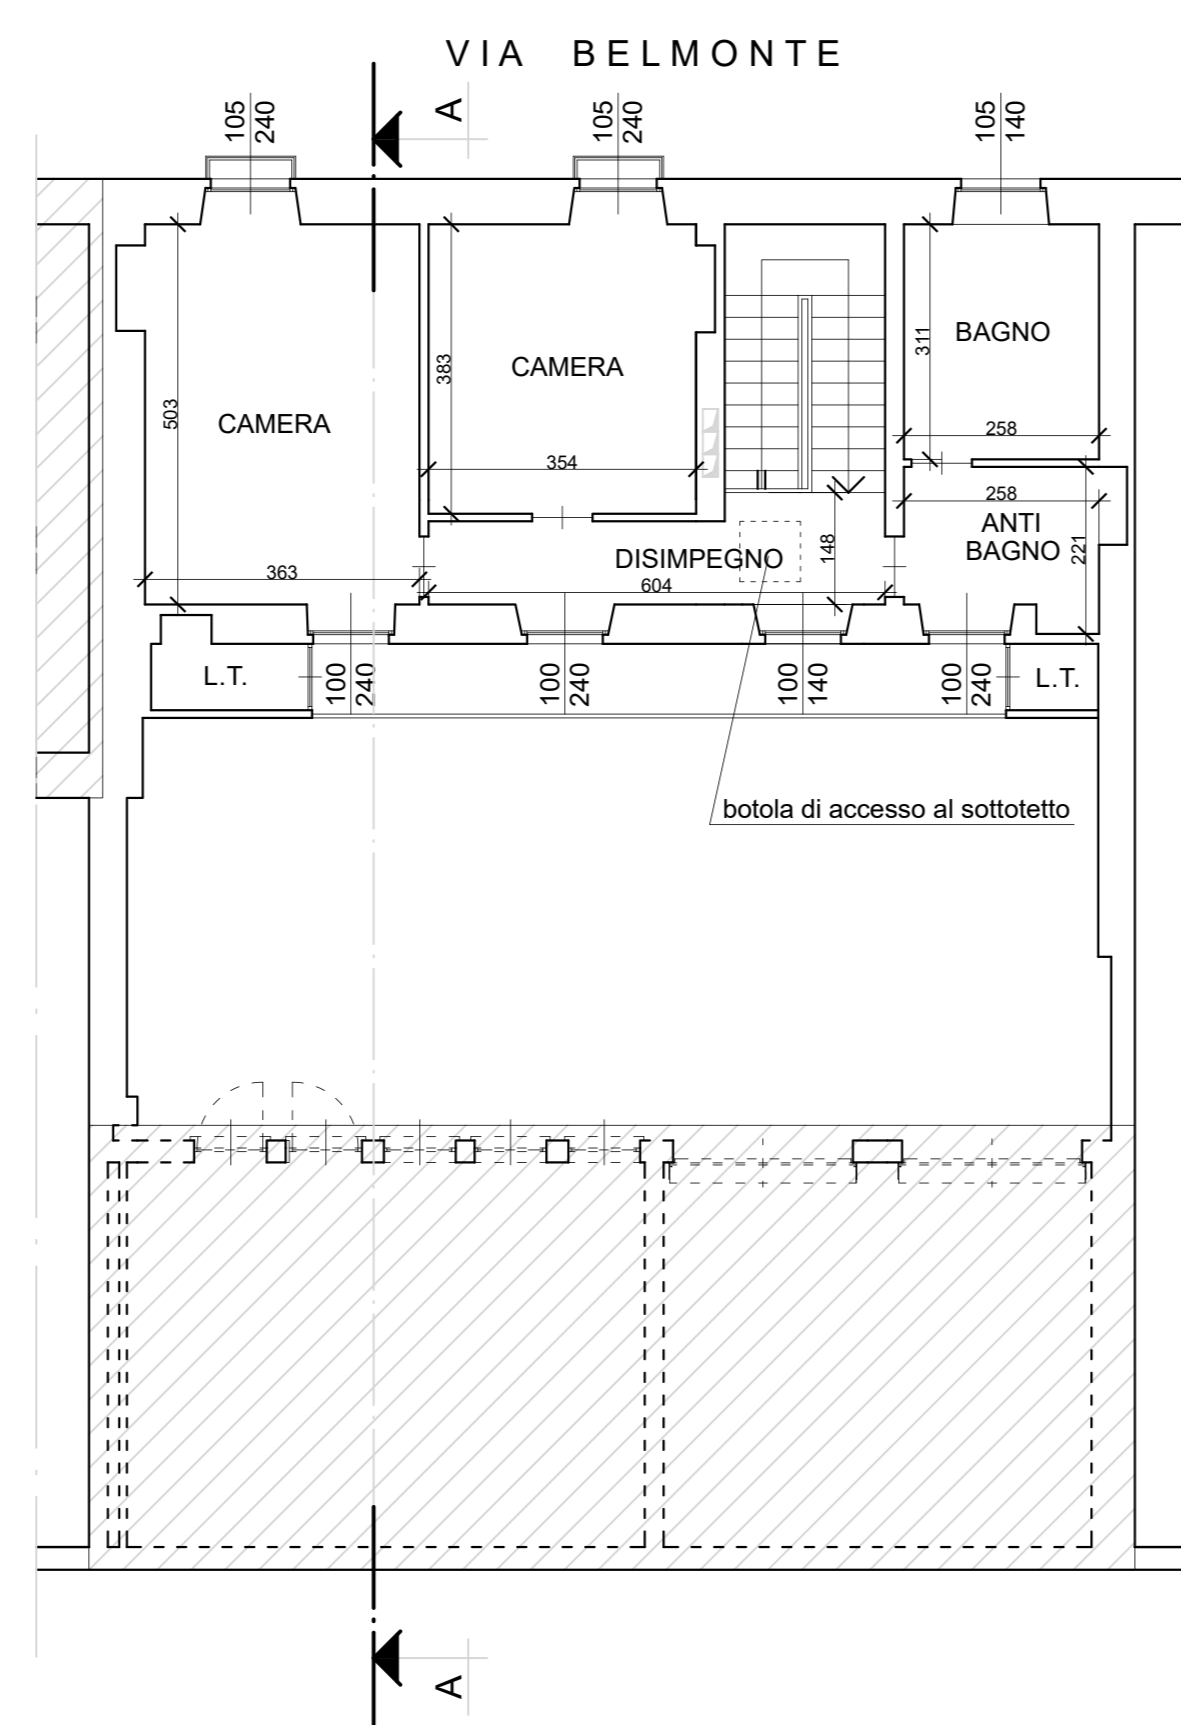 VIA BELMONTE
A
105
240
105
240
105
140
503
383
311
BAGNO
CAMERA
CAMERA
258
354
258
ANTI
BAGNO
221
148
DISIMPEGNO
363
604
L.T.
100
240
100
240
100
140
100
240
L.T.
botola di accesso al sottotetto
A